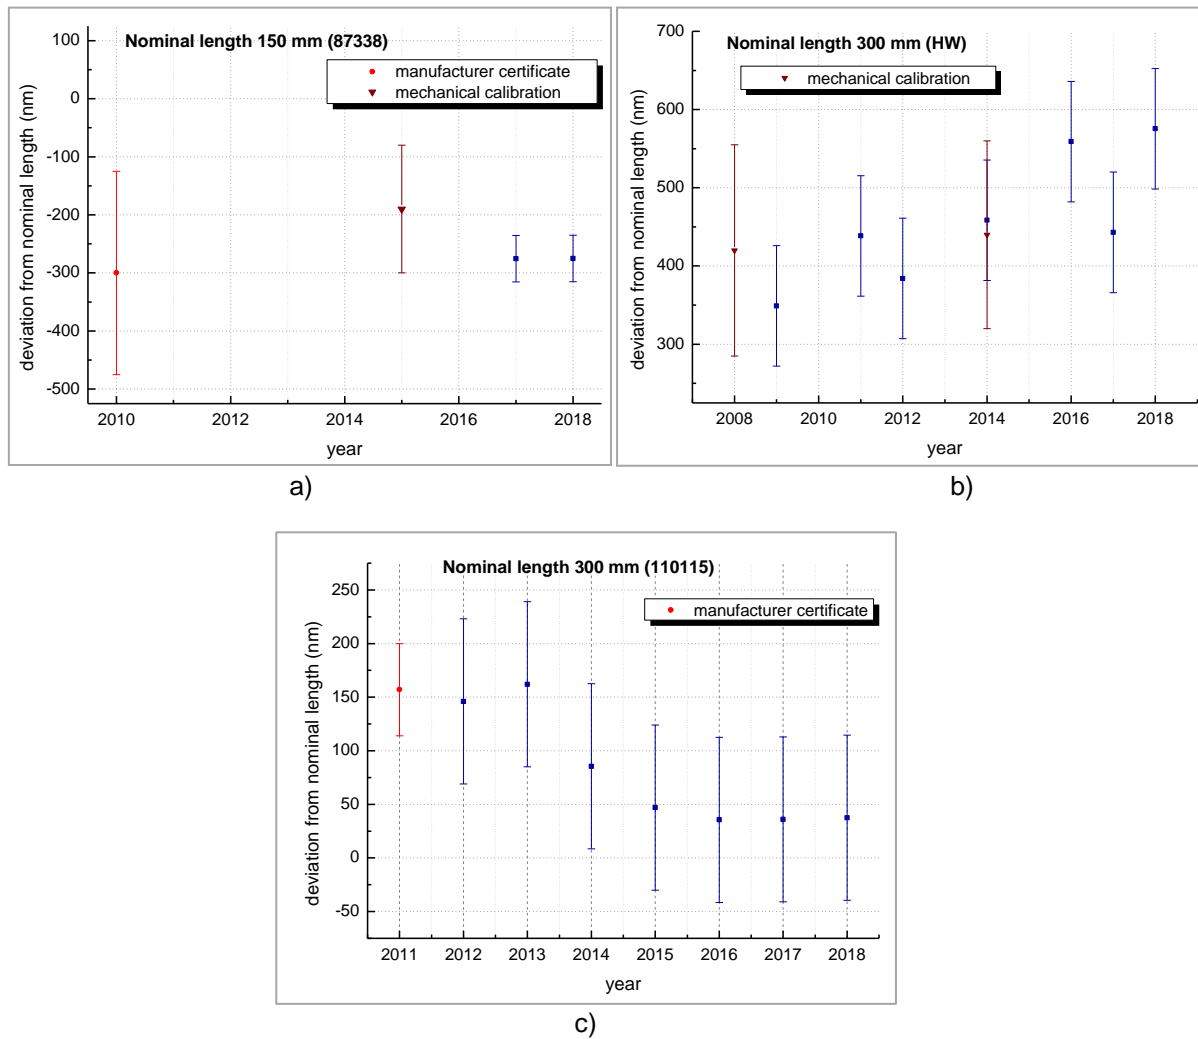 Nominal length 150 mm (87338)
manufacturer certificate
mechanical calibration
deviation from nominal length (nm)
100
0
-100
-200
-300
-400
-500
2010 2012 2014 2016 2018
year
a)
Nominal length 300 mm (HW)
mechanical calibration
deviation from nominal length (nm)
700
600
500
400
300
2008 2010 2012 2014 2016 2018
year
b)
Nominal length 300 mm (110115)
manufacturer certificate
deviation from nominal length (nm)
250
200
150
100
50
0
-50
2011 2012 2013 2014 2015 2016 2017 2018
year
c)